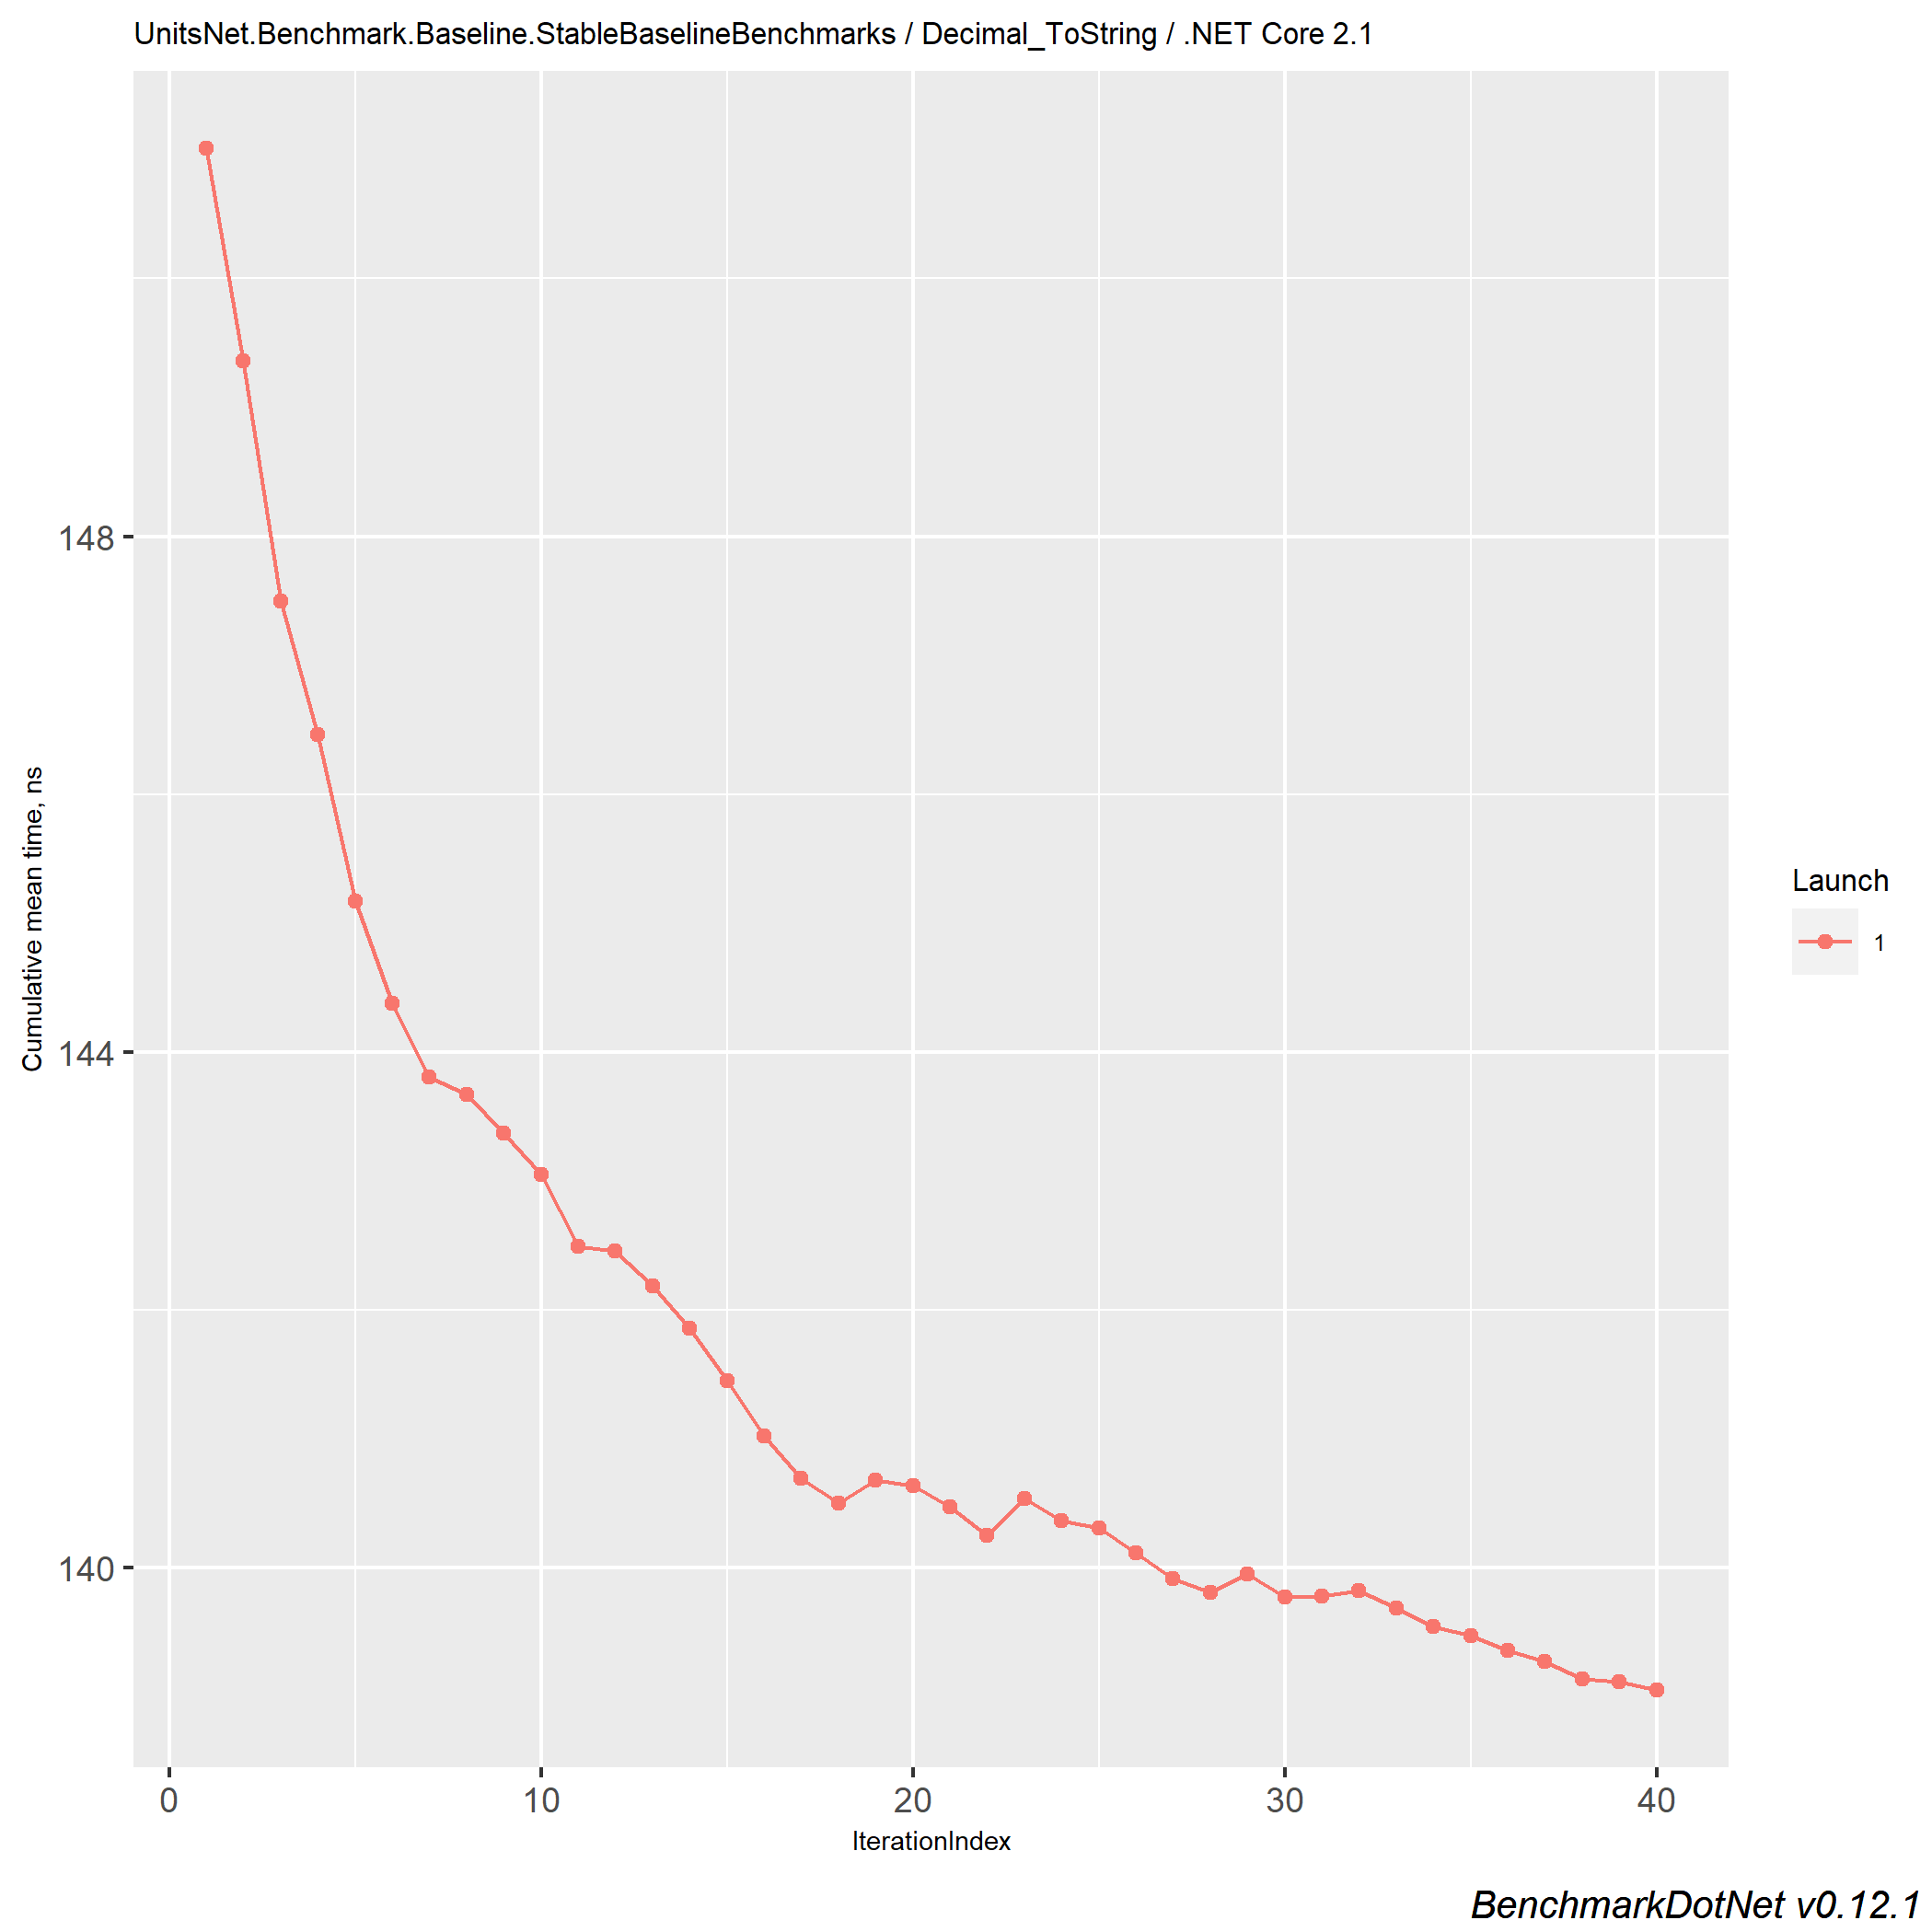 UnitsNet.Benchmark.Baseline.StableBaselineBenchmarks / Decimal_ToString / .NET Core 2.1
148
144
140
Cumulative mean time, ns
0 10 20 30 40
IterationIndex
Launch
1
BenchmarkDotNet v0.12.1